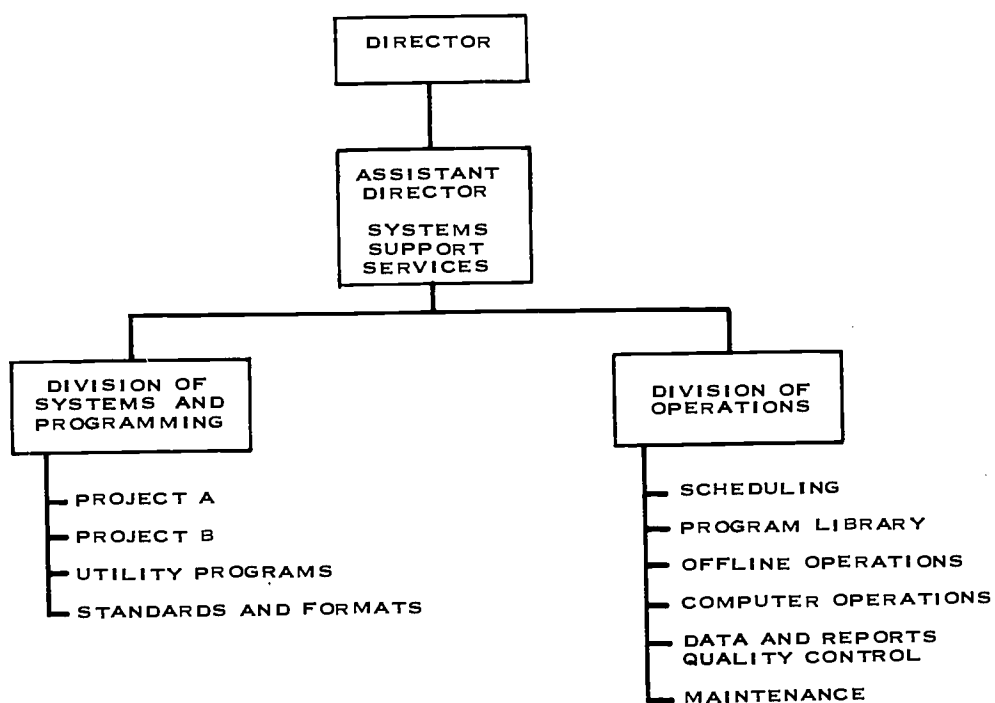 DIRECTOR
ASSISTANT
DIRECTOR
SYSTEMS
SUPPORT
SERVICES
DIVISION OF
SYSTEMS AND
PROGRAMMING
PROJECT A
PROJECT B
UTILITY PROGRAMS
STANDARDS AND FORMATS
DIVISION OF
OPERATIONS
SCHEDULING
PROGRAM LIBRARY
OFFLINE OPERATIONS
COMPUTER OPERATIONS
DATA AND REPORTS
QUALITY CONTROL
MAINTENANCE